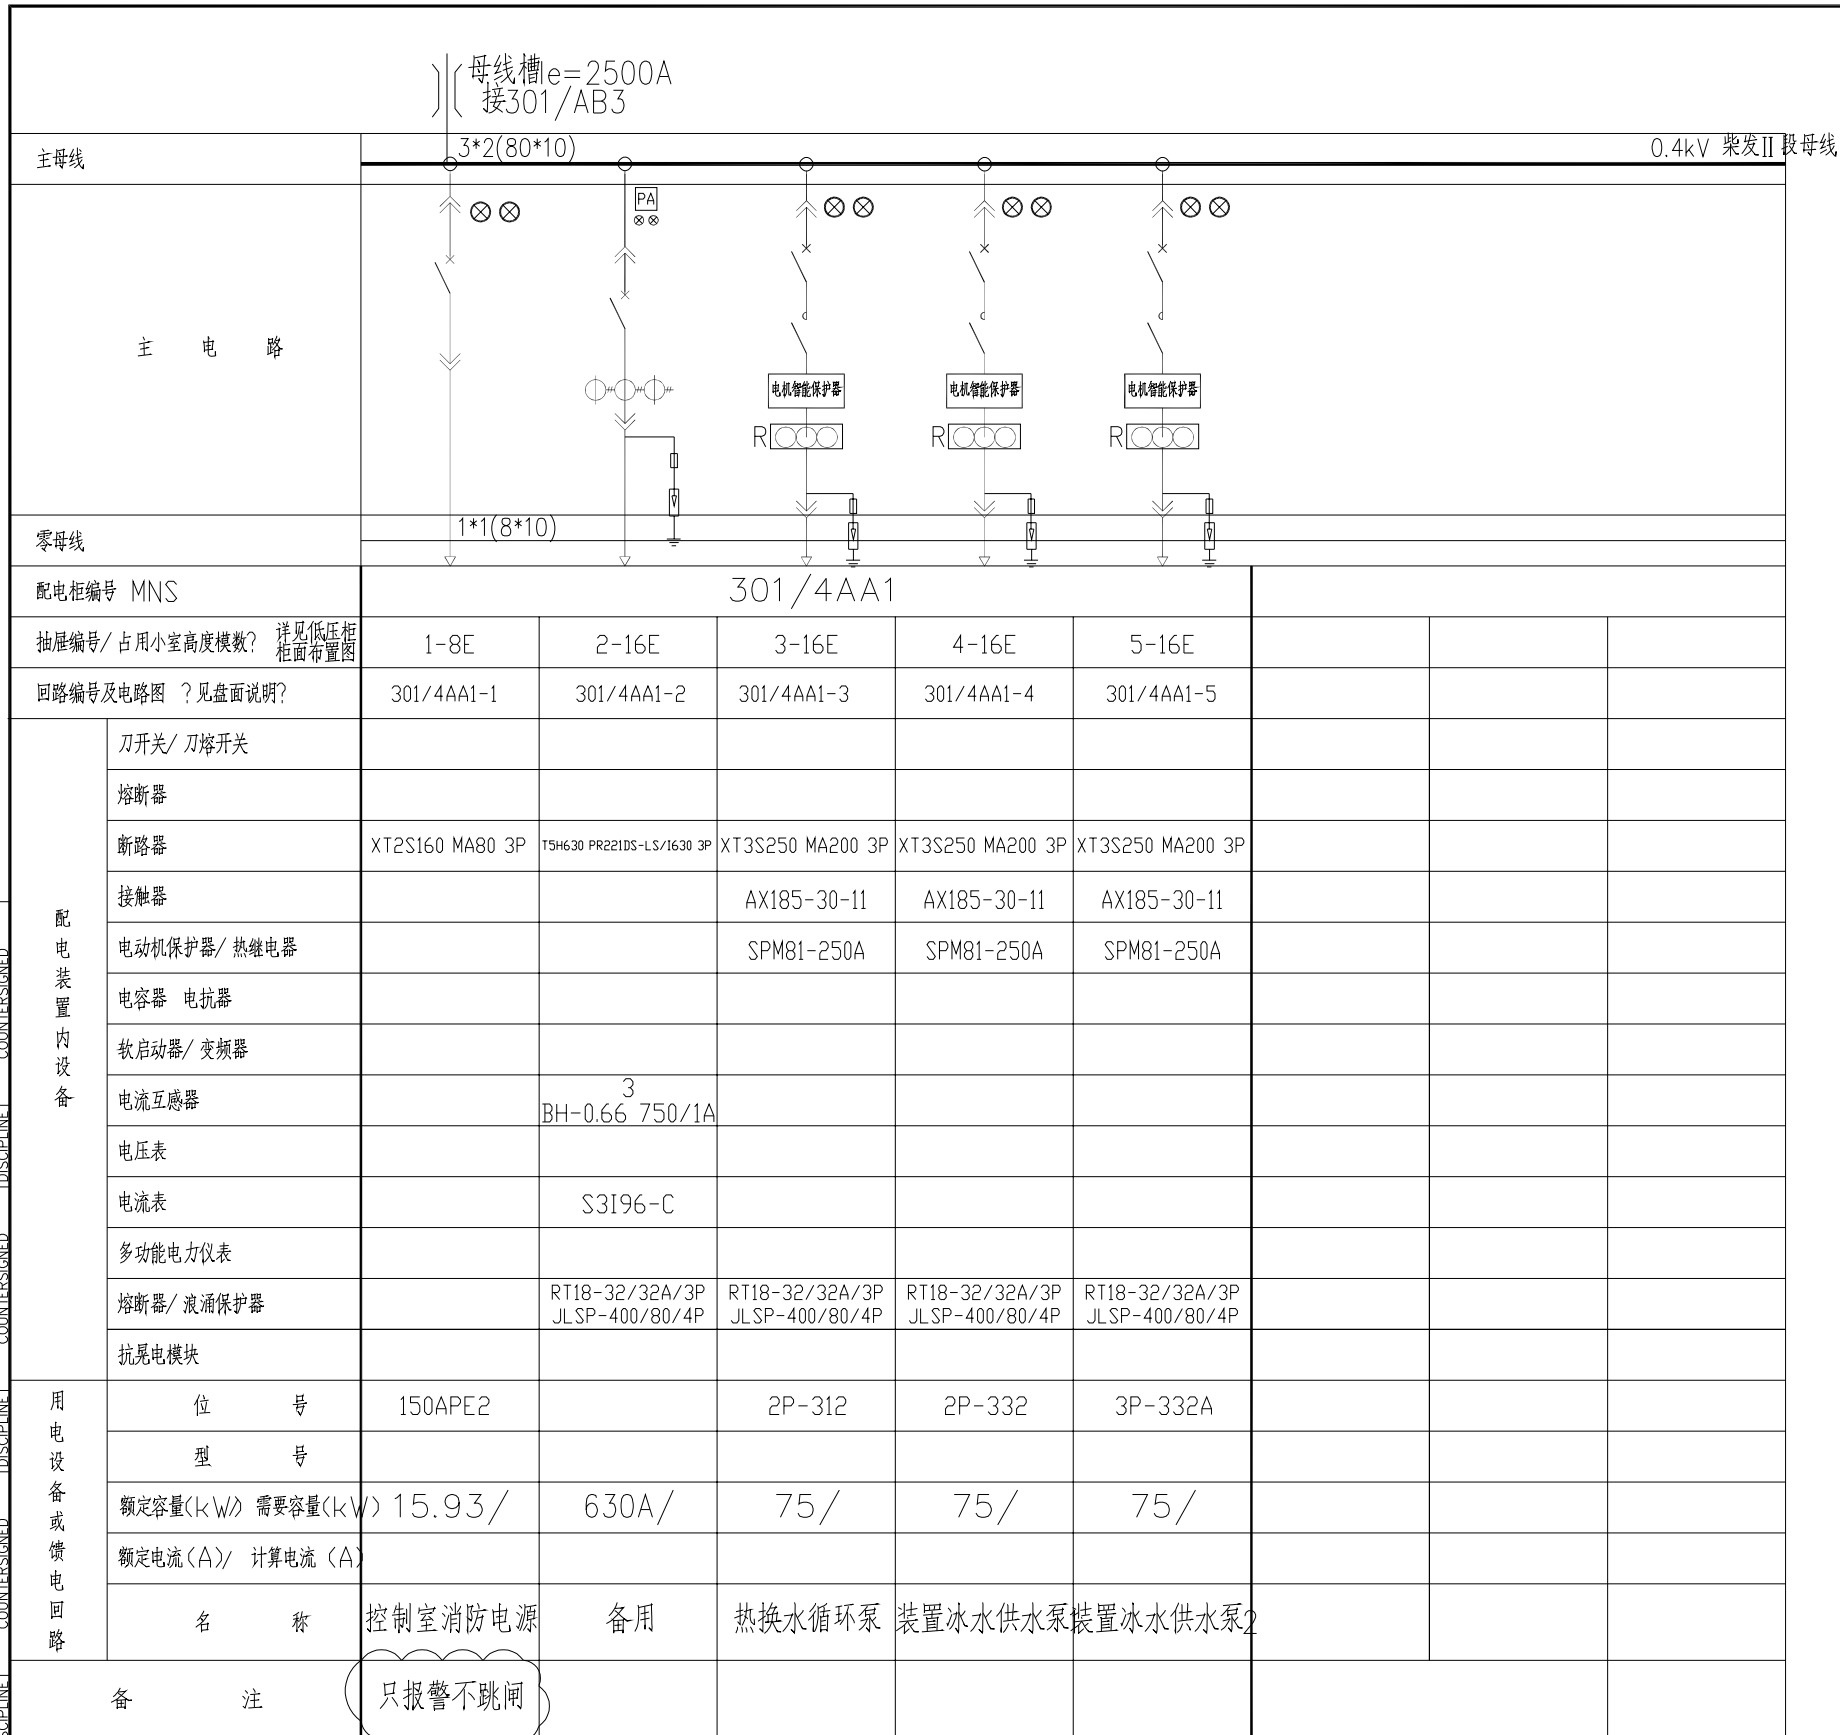 母线槽Ie=2500A
接301/AB3
主母线
3*2(80*10)
0.4kV 柴发II段母线
PA
主 电 路
电机智能保护器 电机智能保护器 电机智能保护器
R R R
零母线
1*1(8*10)
配电柜编号 MNS 301/4AA1
抽屉编号/占用小室高度模数? 详见低压柜柜面布置图 1-8E 2-16E 3-16E 4-16E 5-16E
回路编号及电路图 ?见盘面说明? 301/4AA1-1 301/4AA1-2 301/4AA1-3 301/4AA1-4 301/4AA1-5
配电装置内设备
刀开关/刀熔开关
熔断器
断路器 XT2S160 MA80 3P T5H630 PR221DS-LS/I630 3P XT3S250 MA200 3P XT3S250 MA200 3P XT3S250 MA200 3P
接触器 AX185-30-11 AX185-30-11 AX185-30-11
电动机保护器/热继电器 SPM81-250A SPM81-250A SPM81-250A
电容器 电抗器
软启动器/变频器
电流互感器 3
BH-0.66 750/1A
电压表
电流表 S3I96-C
多功能电力仪表
熔断器/浪涌保护器 RT18-32/32A/3P RT18-32/32A/3P RT18-32/32A/3P RT18-32/32A/3P
JLSP-400/80/4P JLSP-400/80/4P JLSP-400/80/4P JLSP-400/80/4P
抗晃电模块
用电设备或馈电回路
位 号 150APE2 2P-312 2P-332 3P-332A
型 号
额定容量(kW)/需要容量(kW) 15.93/ 630A/ 75/ 75/ 75/
额定电流(A)/ 计算电流(A)
名 称 控制室消防电源 备用 热换水循环泵 装置冰水供水泵 装置冰水供水泵2
备 注 只报警不跳闸
COUNTERSIGNED
DISCIPLINE
COUNTERSIGNED
DISCIPLINE
COUNTERSIGNED